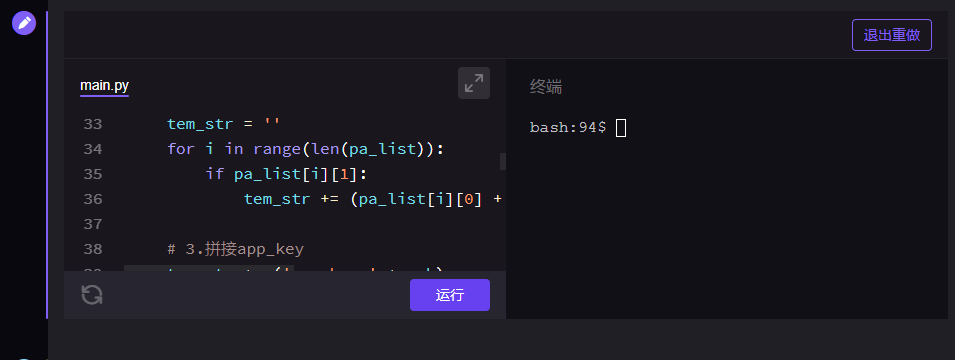 退出重做
main.py
终端
bash:94$
33 tem_str = ''
34 for i in range(len(pa_list)):
35 if pa_list[i][1]:
36 tem_str += (pa_list[i][0] +
37
38 # 3.拼接app_key
运行